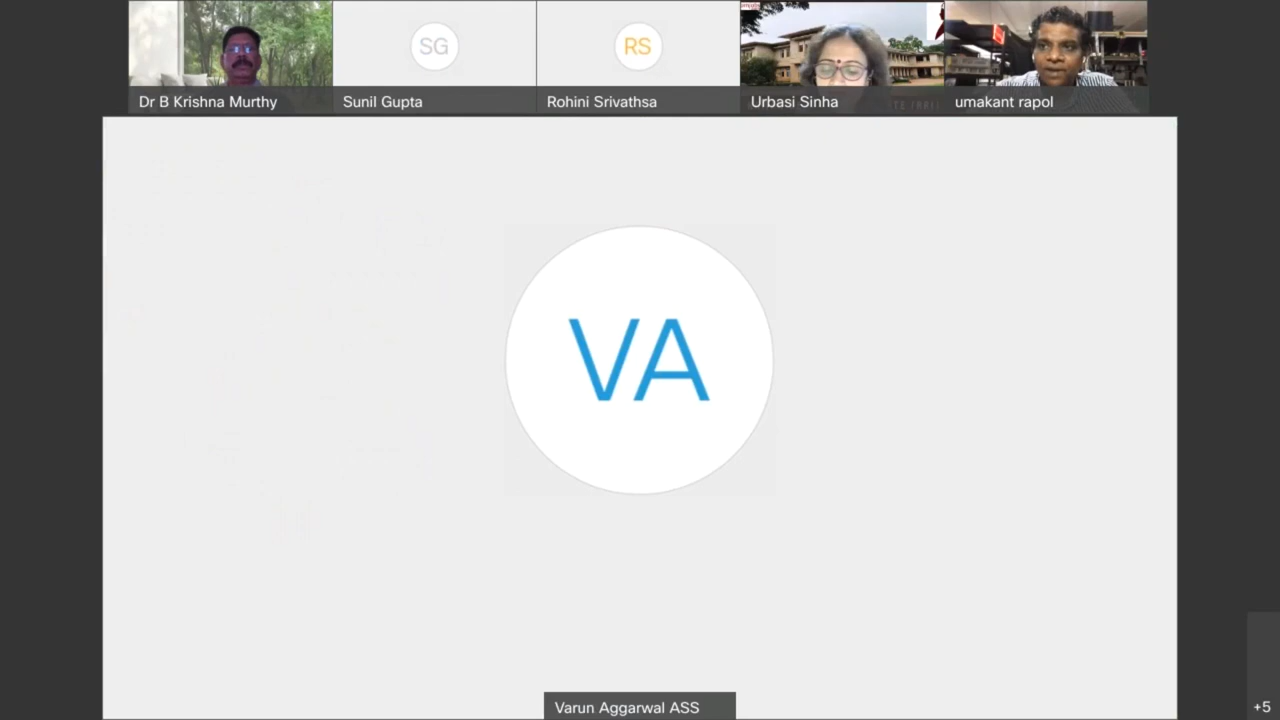 SG
RS
Dr B Krishna Murthy
Sunil Gupta
Rohini Srivathsa
Urbasi Sinha
umakant rapol
VA
Varun Aggarwal ASS
+5